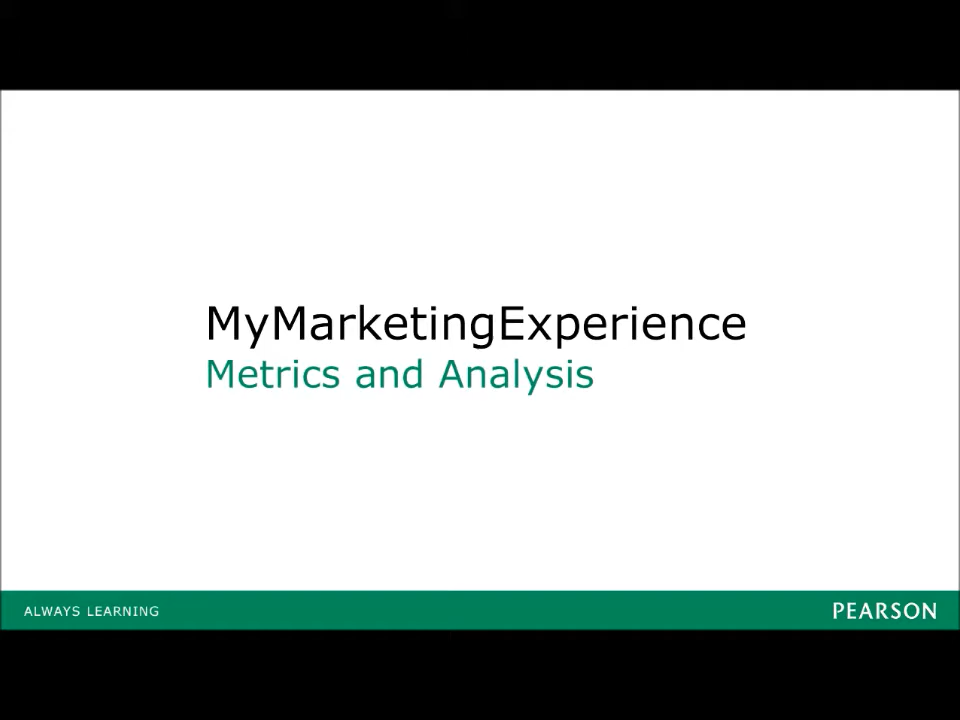 MyMarketingExperience
Metrics and Analysis
ALWAYS LEARNING
PEARSON